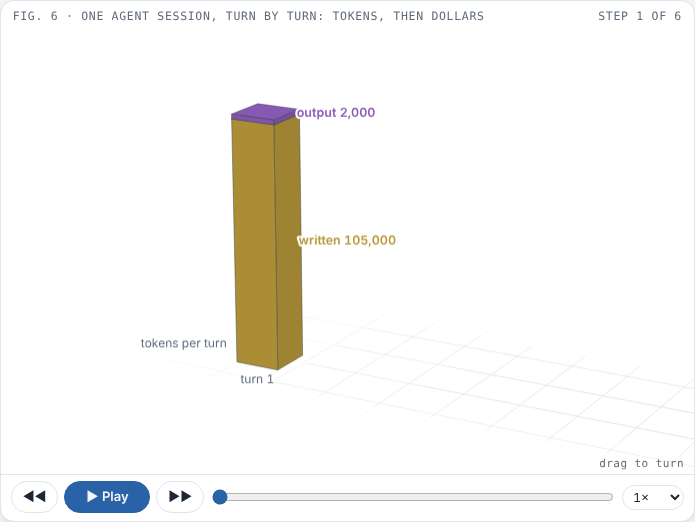 FIG. 6 · ONE AGENT SESSION, TURN BY TURN: TOKENS, THEN DOLLARS
STEP 1 OF 6
output 2,000
written 105,000
tokens per turn
turn 1
drag to turn
Play
1×